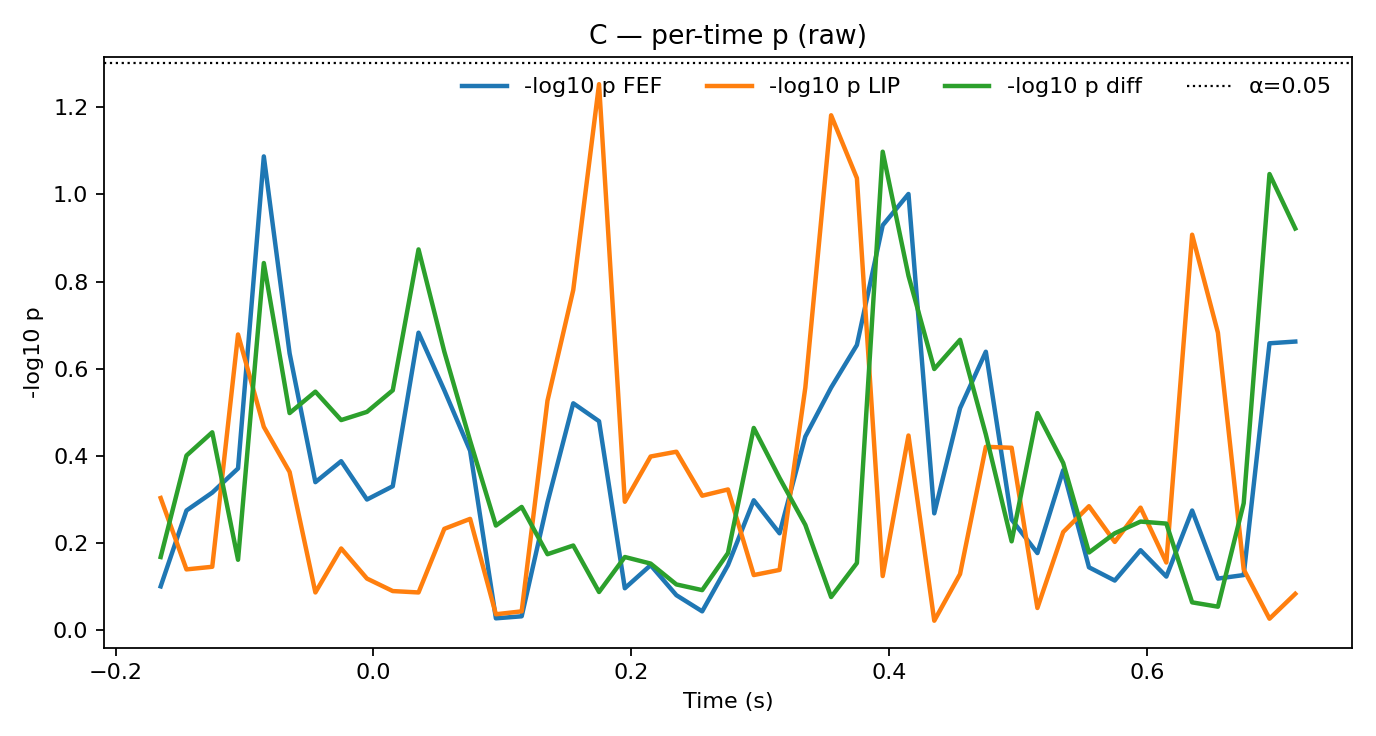 C — per-time p (raw)
-log10 p FEF
-log10 p LIP
-log10 p diff
α=0.05
-log10 p
1.2
1.0
0.8
0.6
0.4
0.2
0.0
−0.2
0.0
0.2
0.4
0.6
Time (s)